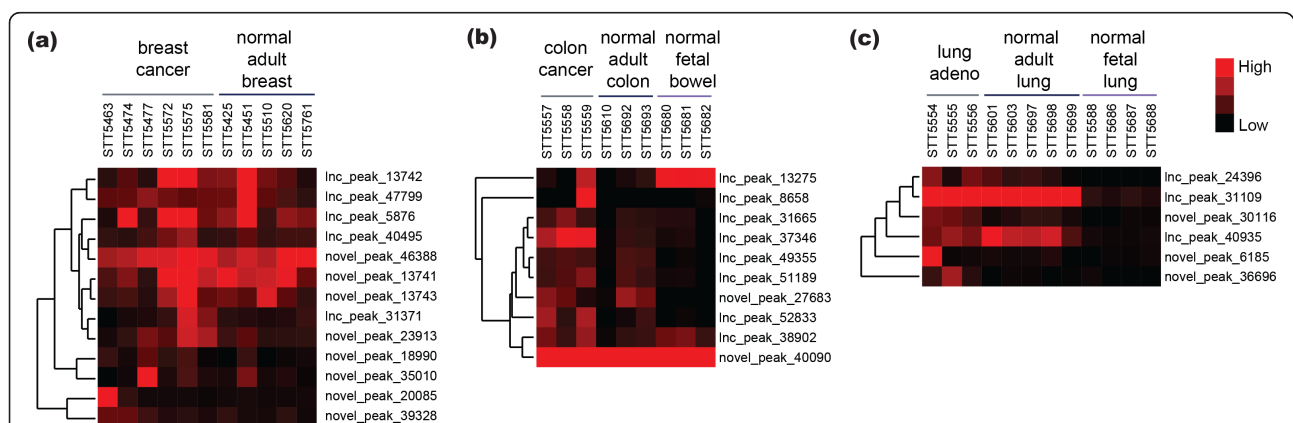 (a)
breast
cancer
normal
adult
breast
STT5463
STT5474
STT5477
STT5572
STT5575
STT5581
STT5425
STT5451
STT5510
STT5620
STT5761
lnc_peak_13742
lnc_peak_47799
lnc_peak_5876
lnc_peak_40495
novel_peak_46388
novel_peak_13741
novel_peak_13743
lnc_peak_31371
novel_peak_23913
novel_peak_18990
novel_peak_35010
novel_peak_20085
novel_peak_39328
(b)
colon
cancer
normal
adult
colon
normal
fetal
bowel
STT5557
STT5558
STT5559
STT5610
STT5692
STT5693
STT5680
STT5681
STT5682
lnc_peak_13275
lnc_peak_8658
lnc_peak_31665
lnc_peak_37346
lnc_peak_49355
lnc_peak_51189
novel_peak_27683
lnc_peak_52833
lnc_peak_38902
novel_peak_40090
(c)
lung
adeno
normal
adult
lung
normal
fetal
lung
STT5554
STT5555
STT5556
STT5601
STT5603
STT5697
STT5698
STT5699
STT5588
STT5686
STT5687
STT5688
lnc_peak_24396
lnc_peak_31109
novel_peak_30116
lnc_peak_40935
novel_peak_6185
novel_peak_36696
High
Low